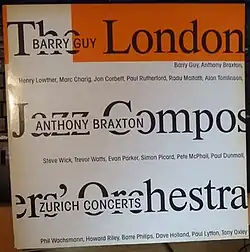 The London
BARRY GUY
Barry Guy, Anthony Braxton,
Henry Lowther, Marc Charig, Jon Corbett, Paul Rutherford, Radu Malfatti, Alan Tomlinson,
Jazz Compos
ANTHONY BRAXTON
Steve Wick, Trevor Watts, Evan Parker, Simon Picard, Pete McPhail, Paul Dunmall,
ers' Orchestra
ZURICH CONCERTS
Phil Wachsmann, Howard Riley, Barre Philips, Dave Holland, Paul Lytton, Tony Oxley